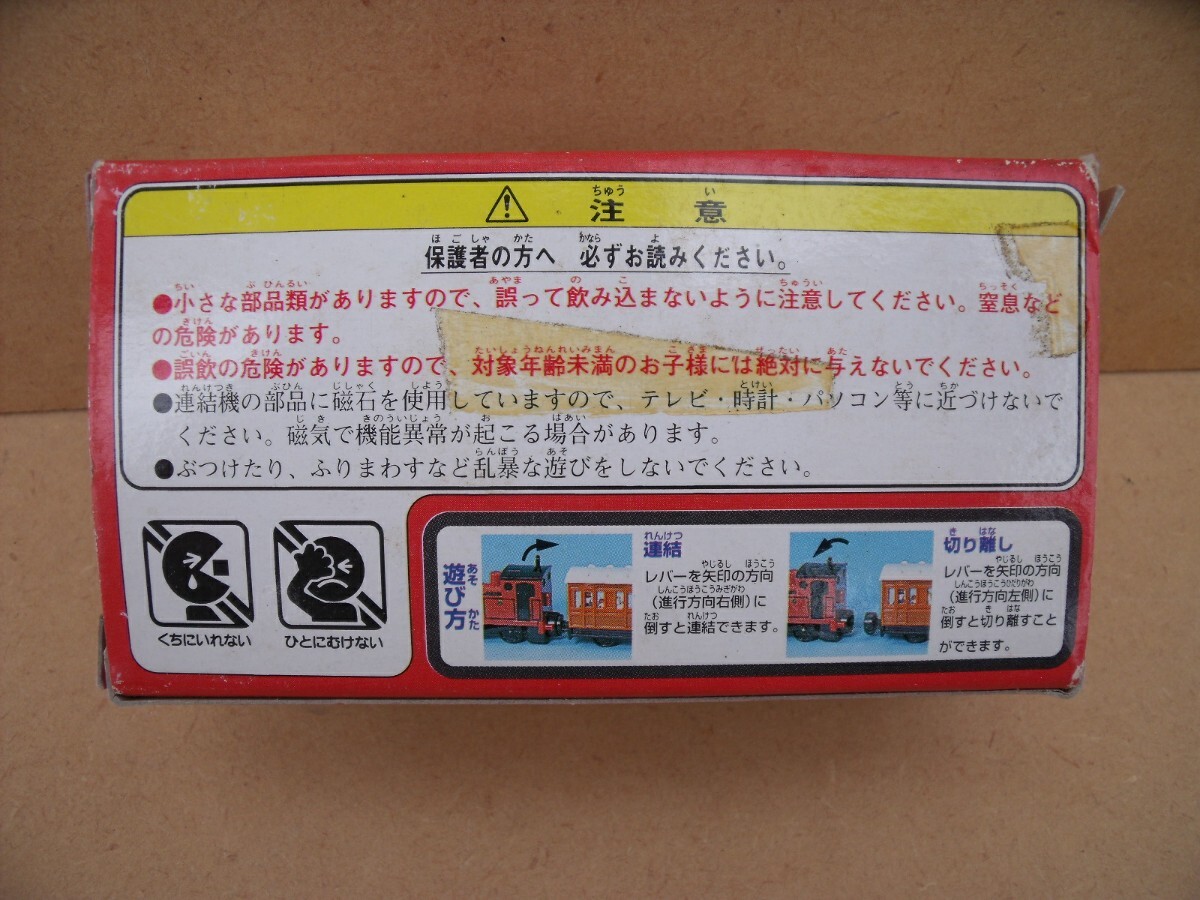 注意
保護者の方へ 必ずお読みください。
●小さな部品類がありますので、誤って飲み込まないように注意してください。窒息など
の危険があります。
●誤飲の危険がありますので、対象年齢未満のお子様には絶対に与えないでください。
●連結機の部品に磁石を使用していますので、テレビ・時計・パソコン等に近づけないで
ください。磁気で機能異常が起こる場合があります。
●ぶつけたり、ふりまわすなど乱暴な遊びをしないでください。
くちにいれない
ひとにむけない
遊び方
連結
レバーを矢印の方向
(進行方向右側)に
倒すと連結できます。
切り離し
レバーを矢印の方向
(進行方向左側)に
倒すと切り離すこと
ができます。